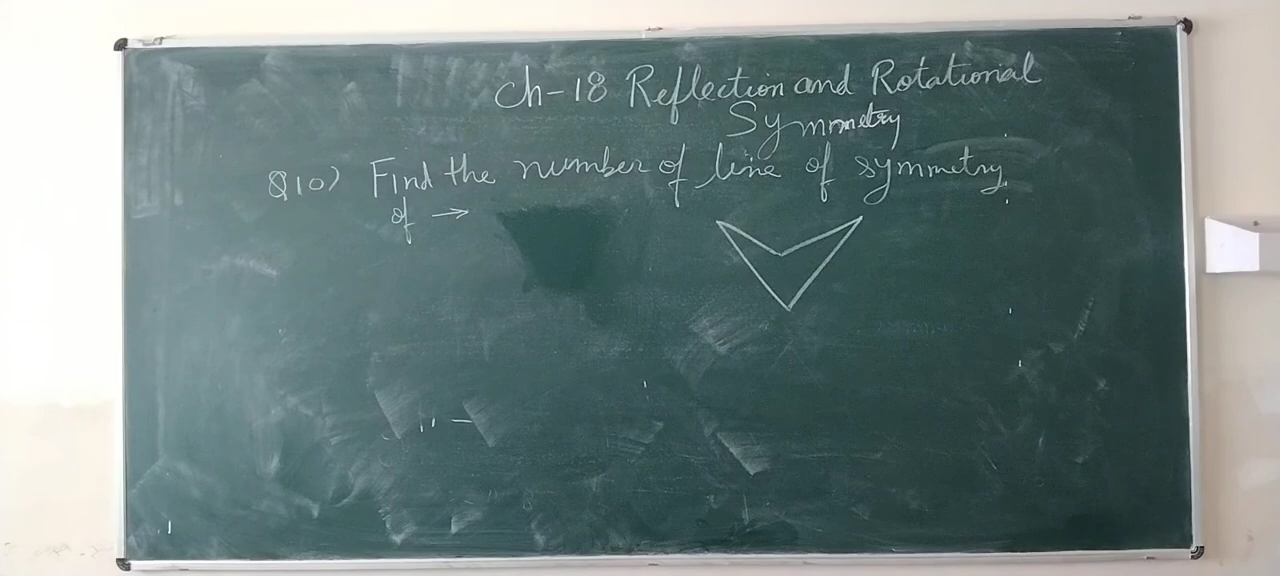 Ch-18 Reflection and Rotational
Symmetry
Q10) Find the number of line of symmetry
of →